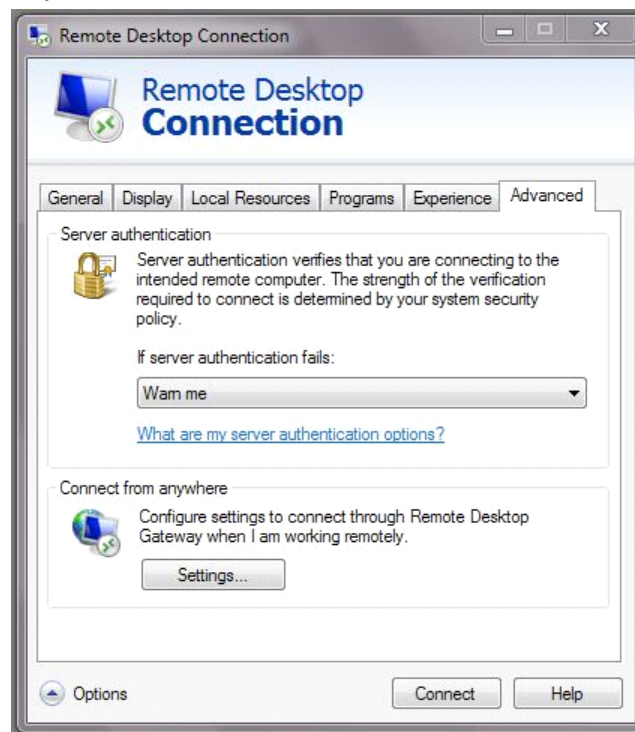 Remote Desktop Connection
Remote Desktop
Connection
General Display Local Resources Programs Experience Advanced
Server authentication
Server authentication verifies that you are connecting to the
intended remote computer. The strength of the verification
required to connect is determined by your system security
policy.
If server authentication fails:
Warn me
What are my server authentication options?
Connect from anywhere
Configure settings to connect through Remote Desktop
Gateway when I am working remotely.
Settings...
Options Connect Help